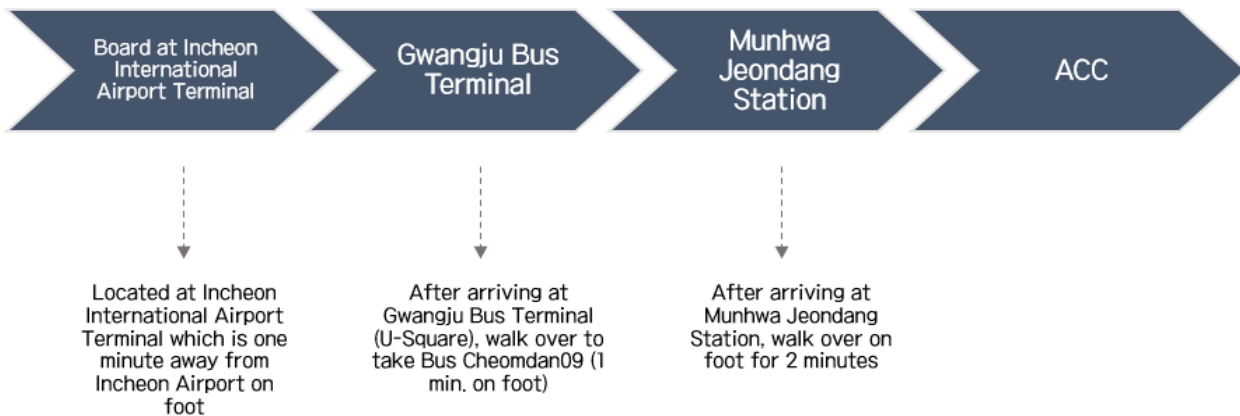 Board at Incheon
International
Airport Terminal
Gwangju Bus
Terminal
Munhwa
Jeondang
Station
ACC
Located at Incheon
International Airport
Terminal which is one
minute away from
Incheon Airport on
foot
After arriving at
Gwangju Bus Terminal
(U-Square), walk over to
take Bus Cheomdan09 (1
min. on foot)
After arriving at
Munhwa Jeondang
Station, walk over on
foot for 2 minutes